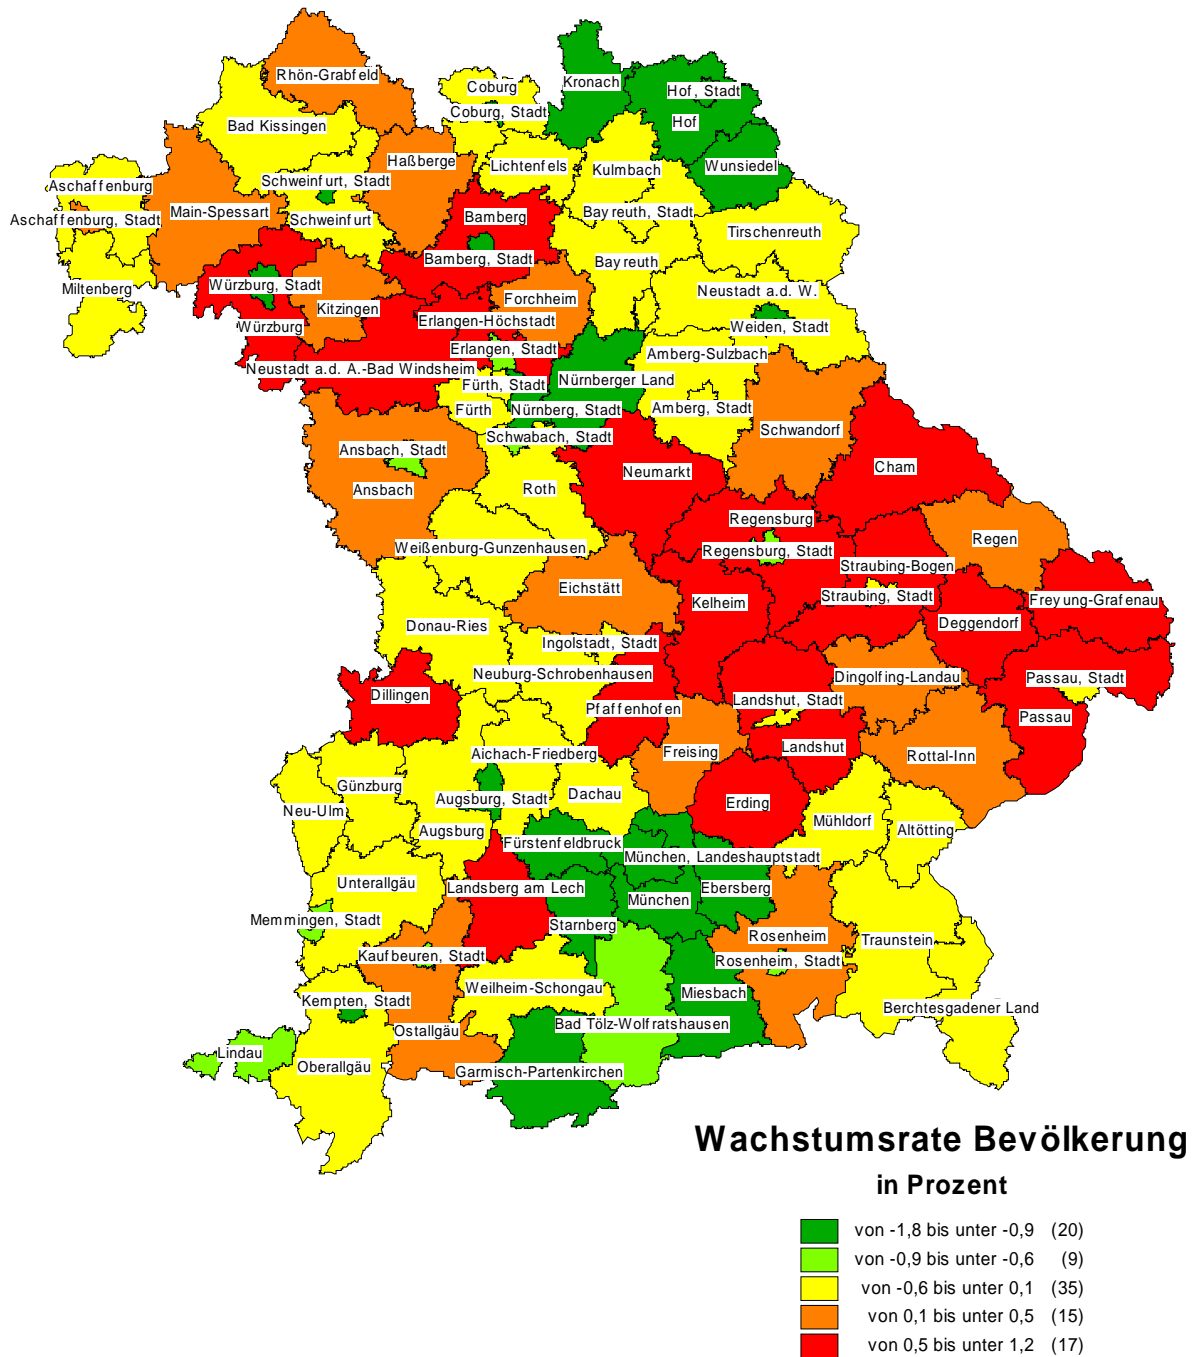 Rhön-Grabfeld
Kronach
Coburg
Hof, Stadt
Coburg, Stadt
Hof
Bad Kissingen
Haßberge
Lichtenfels
Kulmbach
Wunsiedel
Aschaffenburg
Schweinfurt, Stadt
Aschaffenburg, Stadt
Main-Spessart
Schweinfurt
Bamberg
Bayreuth, Stadt
Tirschenreuth
Bamberg, Stadt
Bayreuth
Miltenberg
Würzburg, Stadt
Neustadt a.d. W.
Kitzingen
Forchheim
Würzburg
Erlangen-Höchstadt
Weiden, Stadt
Erlangen, Stadt
Amberg-Sulzbach
Neustadt a.d. A.-Bad Windsheim
Fürth, Stadt
Nürnberger Land
Fürth
Nürnberg, Stadt
Amberg, Stadt
Schwabach, Stadt
Schwandorf
Ansbach, Stadt
Neumarkt
Cham
Ansbach
Roth
Regensburg
Weißenburg-Gunzenhausen
Regensburg, Stadt
Regen
Straubing-Bogen
Eichstätt
Kelheim
Straubing, Stadt
Freyung-Grafenau
Donau-Ries
Deggendorf
Ingolstadt, Stadt
Neuburg-Schrobenhausen
Dingolfing-Landau
Passau, Stadt
Dillingen
Pfaffenhofen
Landshut, Stadt
Passau
Aichach-Friedberg
Freising
Landshut
Rottal-Inn
Günzburg
Augsburg, Stadt
Dachau
Erding
Neu-Ulm
Augsburg
Mühldorf
Altötting
Fürstenfeldbruck
München, Landeshauptstadt
Unterallgäu
Landsberg am Lech
Ebersberg
München
Memmingen, Stadt
Starnberg
Rosenheim
Traunstein
Kaufbeuren, Stadt
Rosenheim, Stadt
Weilheim-Schongau
Miesbach
Kempten, Stadt
Berchtesgadener Land
Ostallgäu
Bad Tölz-Wolfratshausen
Lindau
Oberallgäu
Garmisch-Partenkirchen
Wachstumsrate Bevölkerung
in Prozent
von -1,8 bis unter -0,9 (20)
von -0,9 bis unter -0,6 (9)
von -0,6 bis unter 0,1 (35)
von 0,1 bis unter 0,5 (15)
von 0,5 bis unter 1,2 (17)